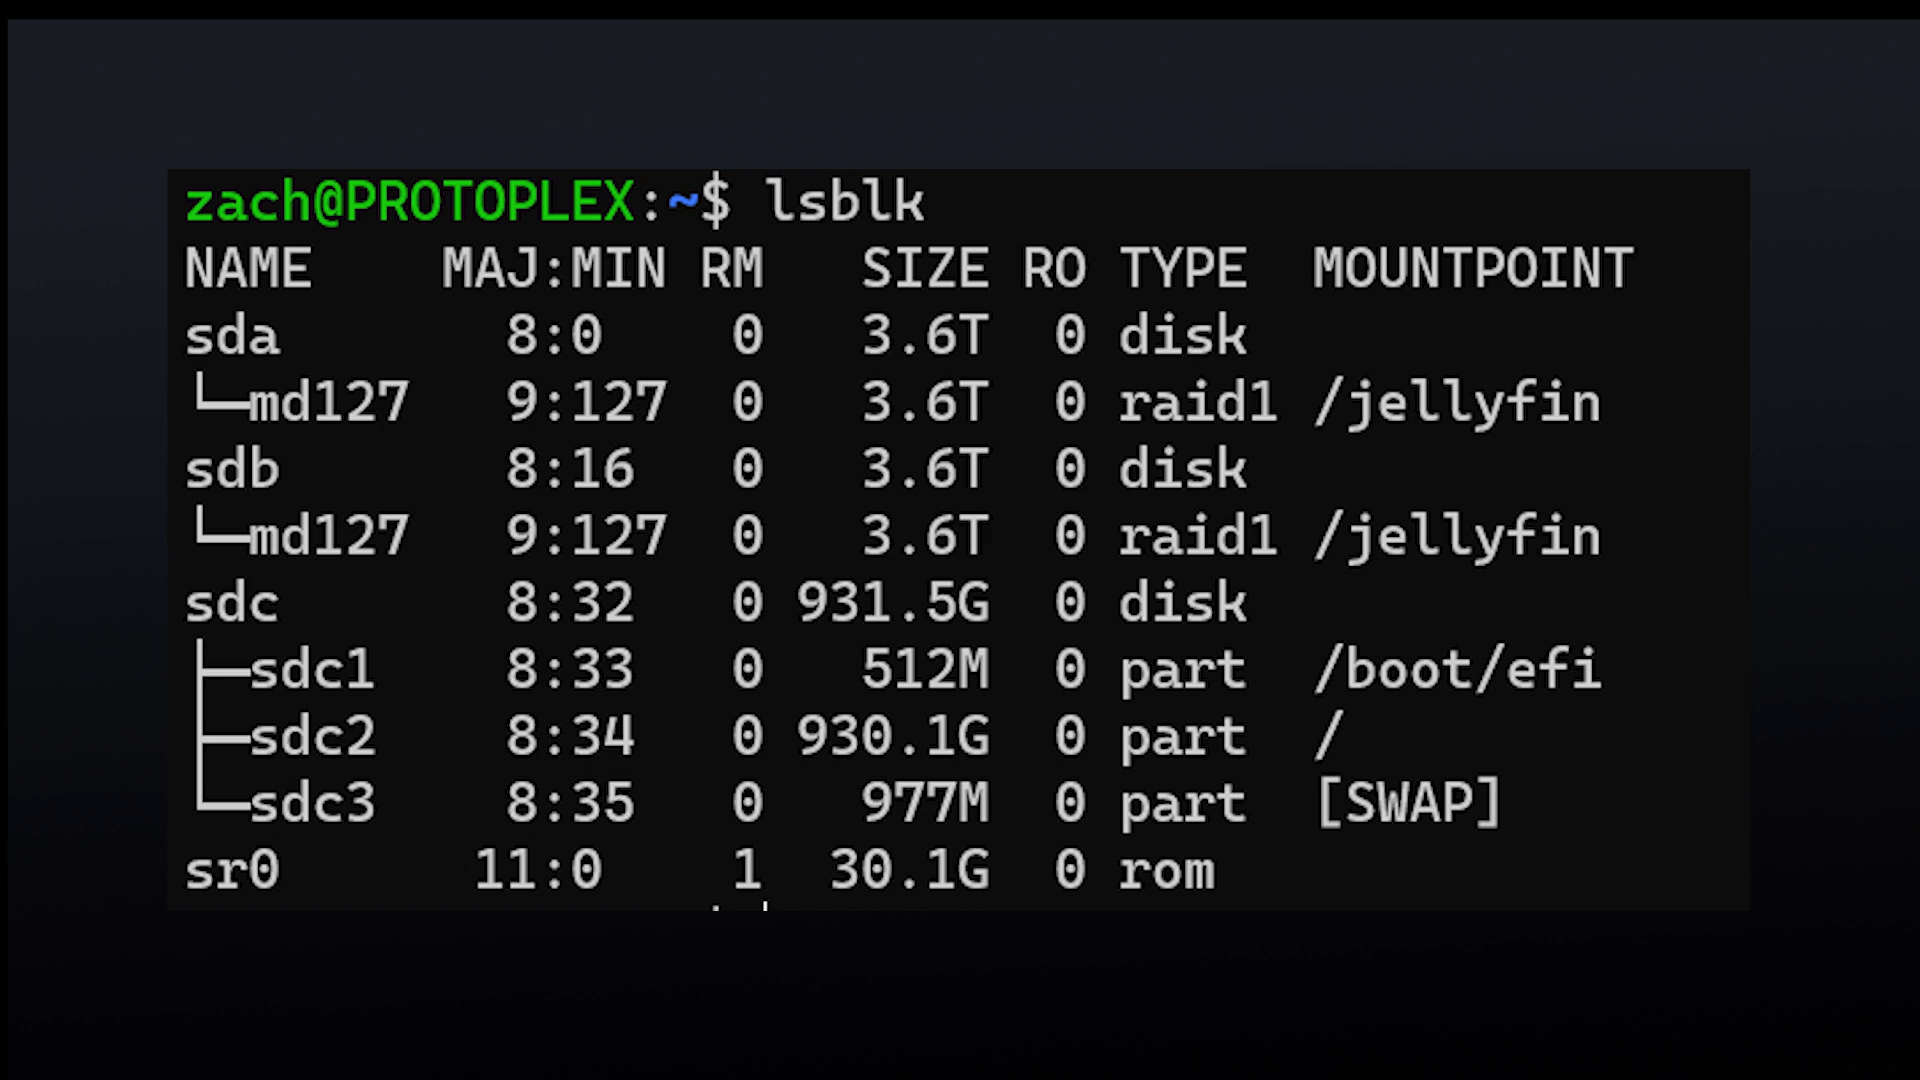 zach@PROTOPLEX:~$ lsblk
NAME    MAJ:MIN RM   SIZE RO TYPE  MOUNTPOINT
sda       8:0    0   3.6T  0 disk
└─md127   9:127  0   3.6T  0 raid1 /jellyfin
sdb       8:16   0   3.6T  0 disk
└─md127   9:127  0   3.6T  0 raid1 /jellyfin
sdc       8:32   0 931.5G  0 disk
├─sdc1    8:33   0   512M  0 part  /boot/efi
├─sdc2    8:34   0 930.1G  0 part  /
└─sdc3    8:35   0   977M  0 part  [SWAP]
sr0      11:0    1  30.1G  0 rom